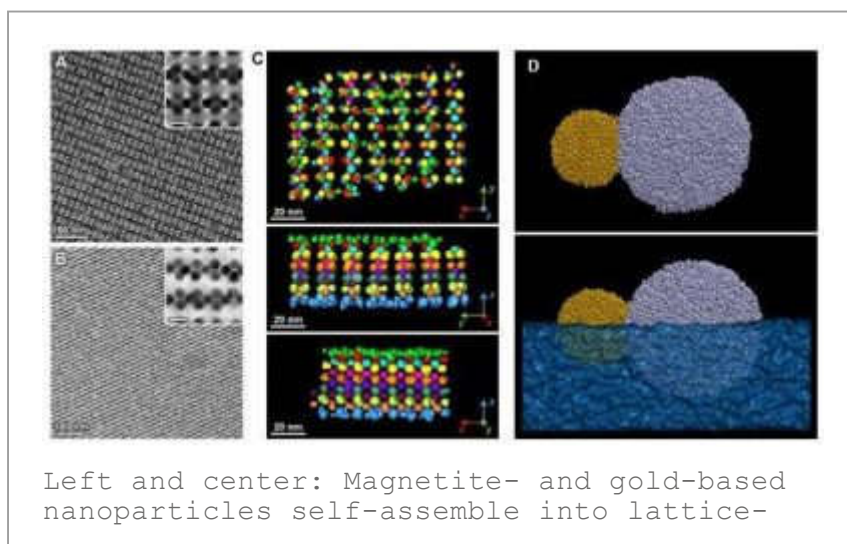 A
C
D
20 nm
B
20 nm
20 nm
Left and center: Magnetite- and gold-based
nanoparticles self-assemble into lattice-